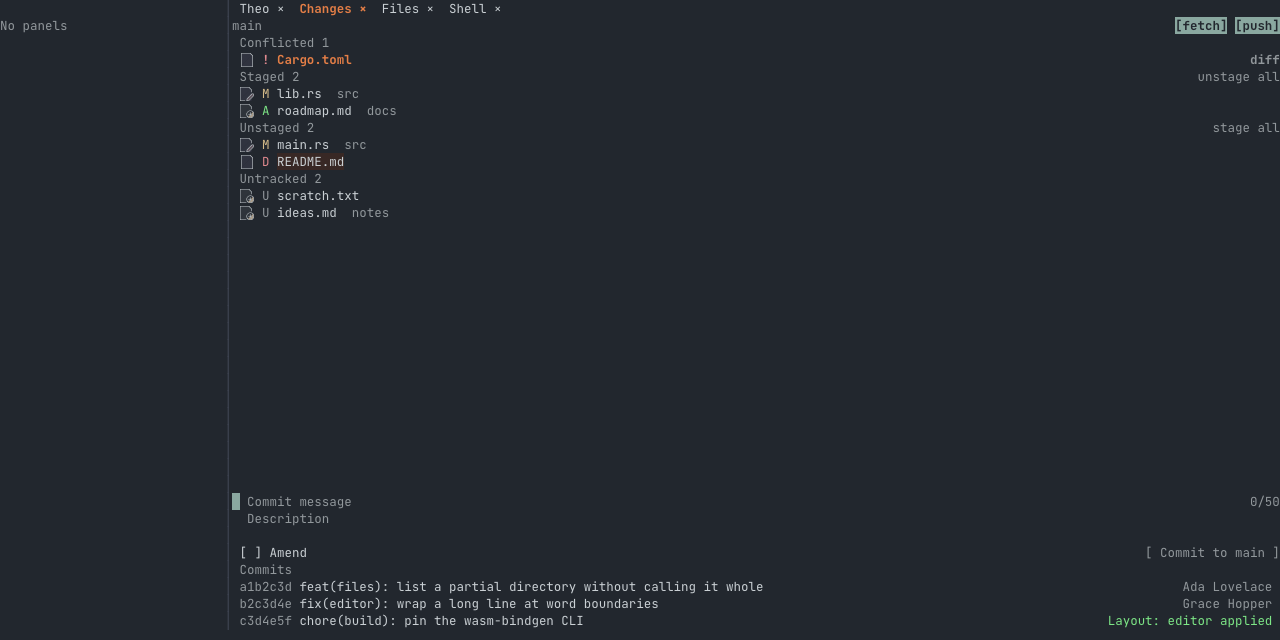 Theo × Changes × Files × Shell ×
No panels
main [fetch] [push]
Conflicted 1
! Cargo.toml diff
Staged 2 unstage all
M lib.rs src
A roadmap.md docs
Unstaged 2 stage all
M main.rs src
D README.md
Untracked 2
U scratch.txt
U ideas.md notes
Commit message 0/50
Description
[ ] Amend [ Commit to main ]
Commits
a1b2c3d feat(files): list a partial directory without calling it whole Ada Lovelace
b2c3d4e fix(editor): wrap a long line at word boundaries Grace Hopper
c3d4e5f chore(build): pin the wasm-bindgen CLI Layout: editor applied